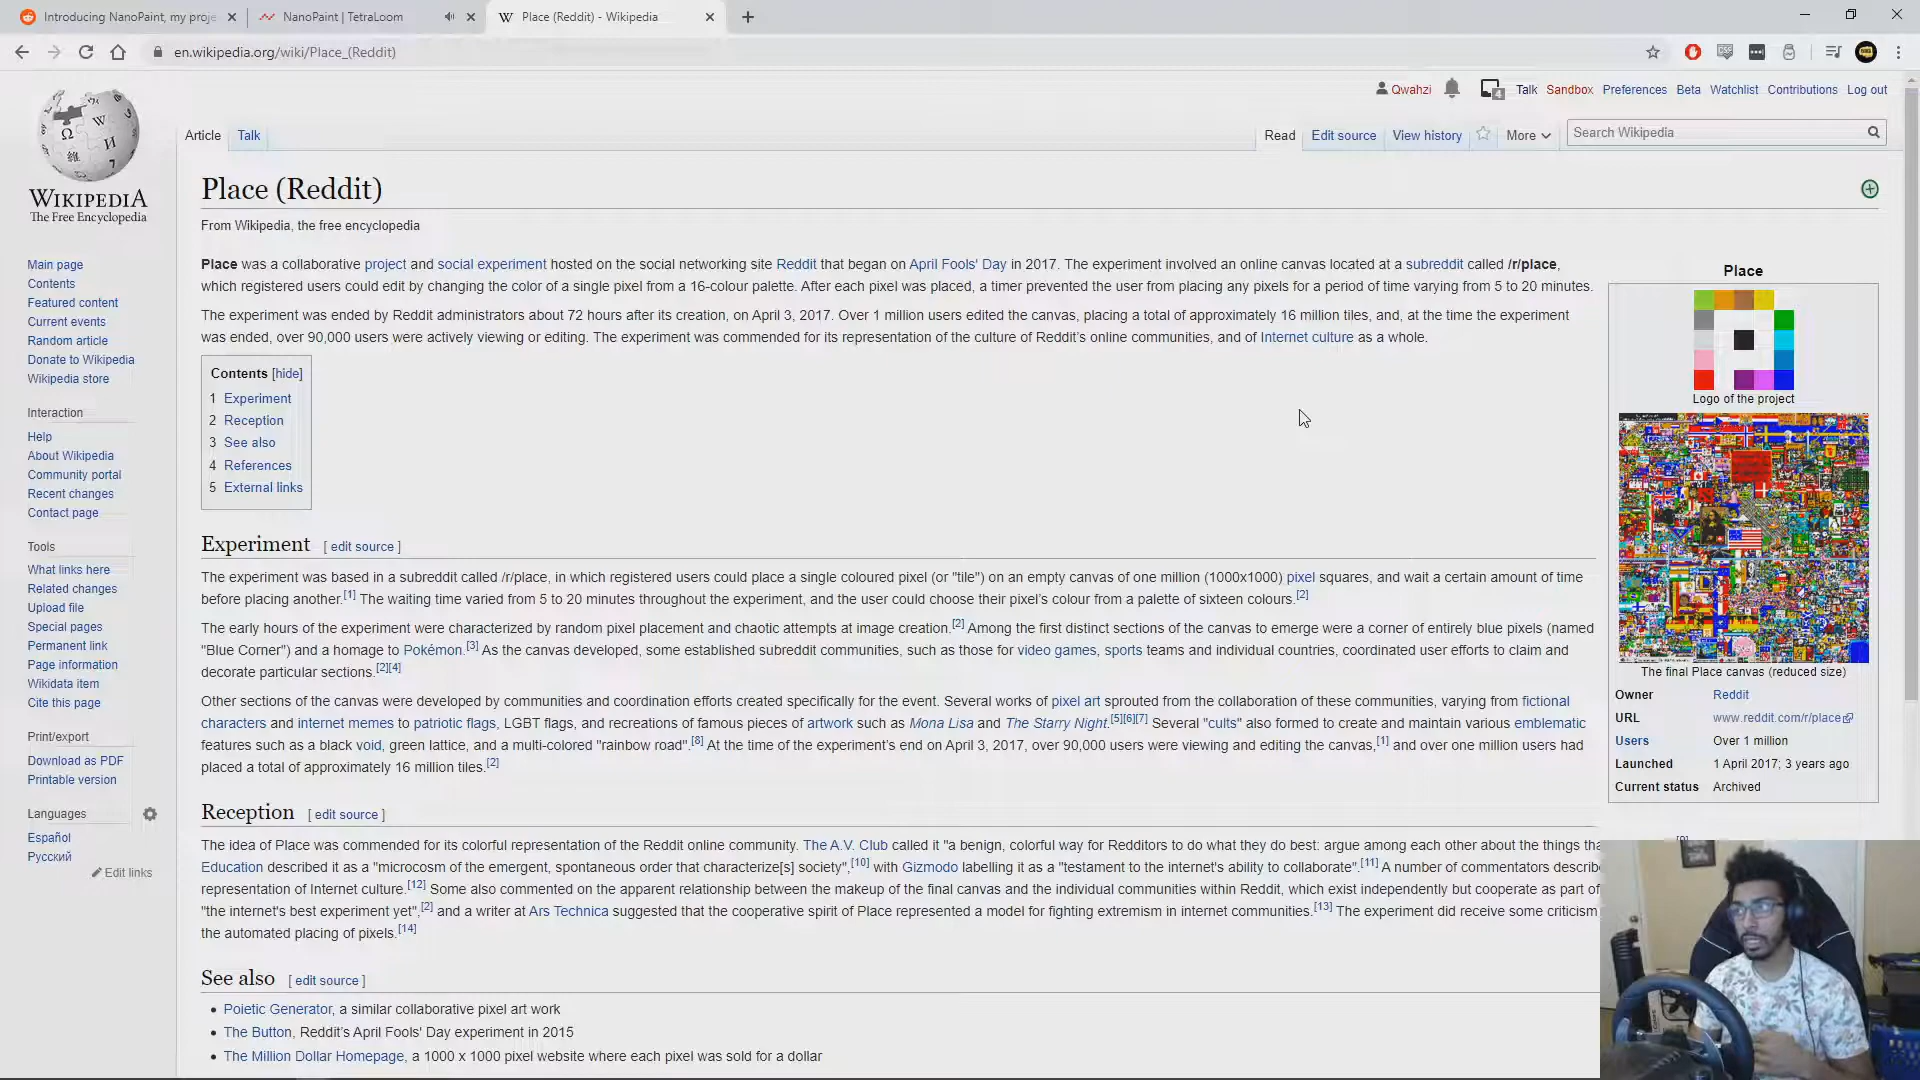 Introducing NanoPaint, my proje
NanoPaint | TetraLoom
Place (Reddit) - Wikipedia
en.wikipedia.org/wiki/Place_(Reddit)
Qwahzi
4
Talk
Sandbox
Preferences
Beta
Watchlist
Contributions
Log out
Article
Talk
Read
Edit source
View history
More
Search Wikipedia
WIKIPEDIA
The Free Encyclopedia
Main page
Contents
Featured content
Current events
Random article
Donate to Wikipedia
Wikipedia store
Interaction
Help
About Wikipedia
Community portal
Recent changes
Contact page
Tools
What links here
Related changes
Upload file
Special pages
Permanent link
Page information
Wikidata item
Cite this page
Print/export
Download as PDF
Printable version
Languages
Español
Русский
Edit links
Place (Reddit)
From Wikipedia, the free encyclopedia
Place was a collaborative project and social experiment hosted on the social networking site Reddit that began on April Fools' Day in 2017. The experiment involved an online canvas located at a subreddit called /r/place,
which registered users could edit by changing the color of a single pixel from a 16-colour palette. After each pixel was placed, a timer prevented the user from placing any pixels for a period of time varying from 5 to 20 minutes.
The experiment was ended by Reddit administrators about 72 hours after its creation, on April 3, 2017. Over 1 million users edited the canvas, placing a total of approximately 16 million tiles, and, at the time the experiment
was ended, over 90,000 users were actively viewing or editing. The experiment was commended for its representation of the culture of Reddit's online communities, and of Internet culture as a whole.
Contents [hide]
1 Experiment
2 Reception
3 See also
4 References
5 External links
Experiment [ edit source ]
The experiment was based in a subreddit called /r/place, in which registered users could place a single coloured pixel (or "tile") on an empty canvas of one million (1000x1000) pixel squares, and wait a certain amount of time
before placing another.[1] The waiting time varied from 5 to 20 minutes throughout the experiment, and the user could choose their pixel's colour from a palette of sixteen colours.[2]
The early hours of the experiment were characterized by random pixel placement and chaotic attempts at image creation.[2] Among the first distinct sections of the canvas to emerge were a corner of entirely blue pixels (named
"Blue Corner") and a homage to Pokémon.[3] As the canvas developed, some established subreddit communities, such as those for video games, sports teams and individual countries, coordinated user efforts to claim and
decorate particular sections.[2][4]
Other sections of the canvas were developed by communities and coordination efforts created specifically for the event. Several works of pixel art sprouted from the collaboration of these communities, varying from fictional
characters and internet memes to patriotic flags, LGBT flags, and recreations of famous pieces of artwork such as Mona Lisa and The Starry Night.[5][6][7] Several "cults" also formed to create and maintain various emblematic
features such as a black void, green lattice, and a multi-colored "rainbow road".[8] At the time of the experiment's end on April 3, 2017, over 90,000 users were viewing and editing the canvas,[1] and over one million users had
placed a total of approximately 16 million tiles.[2]
Reception [ edit source ]
The idea of Place was commended for its colorful representation of the Reddit online community. The A.V. Club called it "a benign, colorful way for Redditors to do what they do best: argue among each other about the things tha
Education described it as a "microcosm of the emergent, spontaneous order that characterize[s] society",[10] with Gizmodo labelling it as a "testament to the internet's ability to collaborate".[11] A number of commentators describe
representation of Internet culture.[12] Some also commented on the apparent relationship between the makeup of the final canvas and the individual communities within Reddit, which exist independently but cooperate as part of
"the internet's best experiment yet",[2] and a writer at Ars Technica suggested that the cooperative spirit of Place represented a model for fighting extremism in internet communities.[13] The experiment did receive some criticism
the automated placing of pixels.[14]
See also [ edit source ]
Poietic Generator, a similar collaborative pixel art work
The Button, Reddit's April Fools' Day experiment in 2015
The Million Dollar Homepage, a 1000 x 1000 pixel website where each pixel was sold for a dollar
Place
Logo of the project
The final Place canvas (reduced size)
Owner Reddit
URL www.reddit.com/r/place
Users Over 1 million
Launched 1 April 2017; 3 years ago
Current status Archived